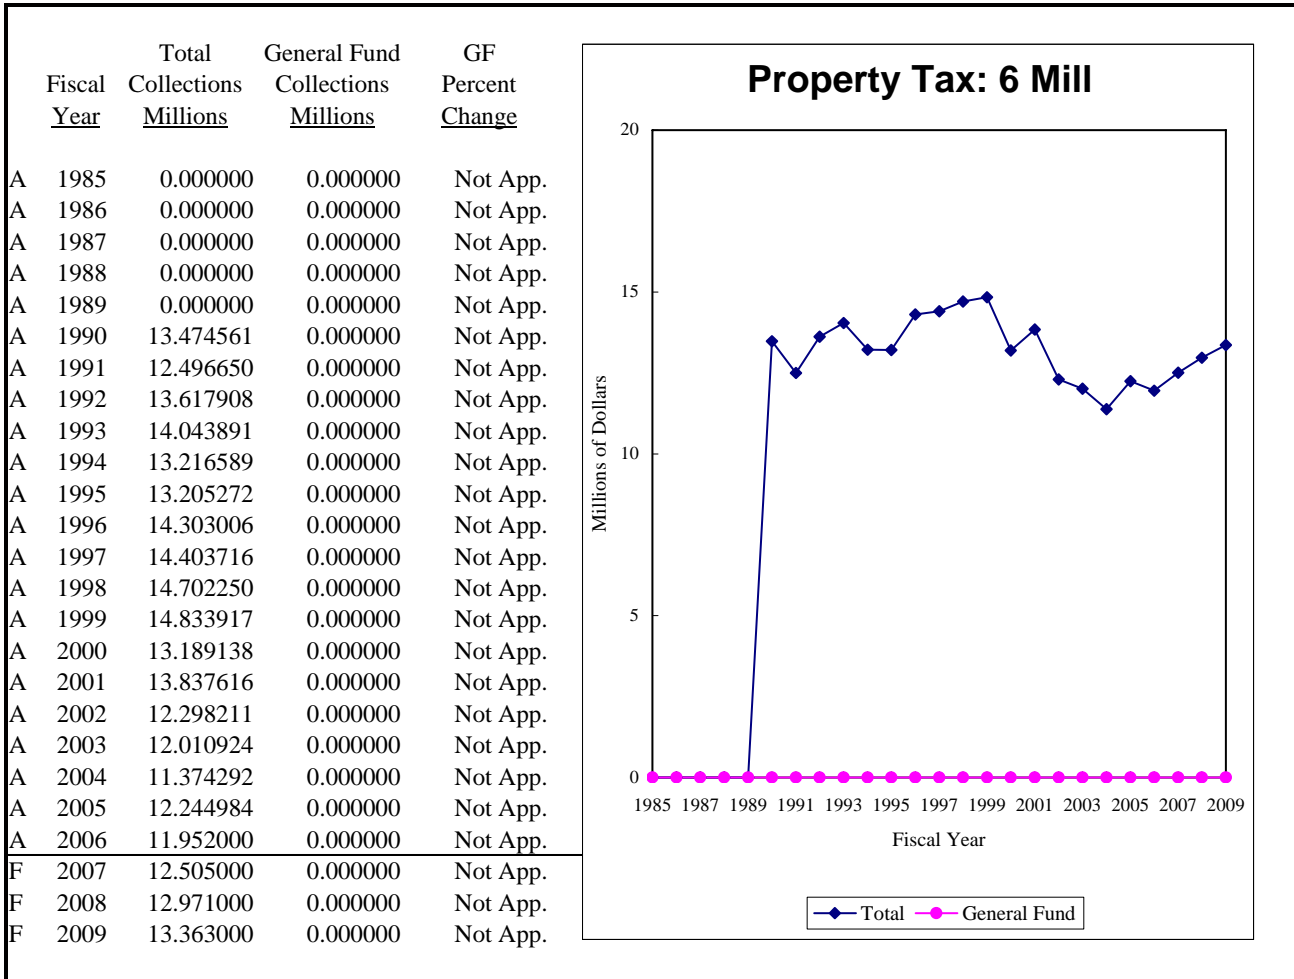 Total General Fund GF
Fiscal Collections Collections Percent
Year Millions Millions Change
A 1985 0.000000 0.000000 Not App.
A 1986 0.000000 0.000000 Not App.
A 1987 0.000000 0.000000 Not App.
A 1988 0.000000 0.000000 Not App.
A 1989 0.000000 0.000000 Not App.
A 1990 13.474561 0.000000 Not App.
A 1991 12.496650 0.000000 Not App.
A 1992 13.617908 0.000000 Not App.
A 1993 14.043891 0.000000 Not App.
A 1994 13.216589 0.000000 Not App.
A 1995 13.205272 0.000000 Not App.
A 1996 14.303006 0.000000 Not App.
A 1997 14.403716 0.000000 Not App.
A 1998 14.702250 0.000000 Not App.
A 1999 14.833917 0.000000 Not App.
A 2000 13.189138 0.000000 Not App.
A 2001 13.837616 0.000000 Not App.
A 2002 12.298211 0.000000 Not App.
A 2003 12.010924 0.000000 Not App.
A 2004 11.374292 0.000000 Not App.
A 2005 12.244984 0.000000 Not App.
A 2006 11.952000 0.000000 Not App.
F 2007 12.505000 0.000000 Not App.
F 2008 12.971000 0.000000 Not App.
F 2009 13.363000 0.000000 Not App.
Property Tax: 6 Mill
20
15
10
5
0
Millions of Dollars
1985 1987 1989 1991 1993 1995 1997 1999 2001 2003 2005 2007 2009
Fiscal Year
Total General Fund